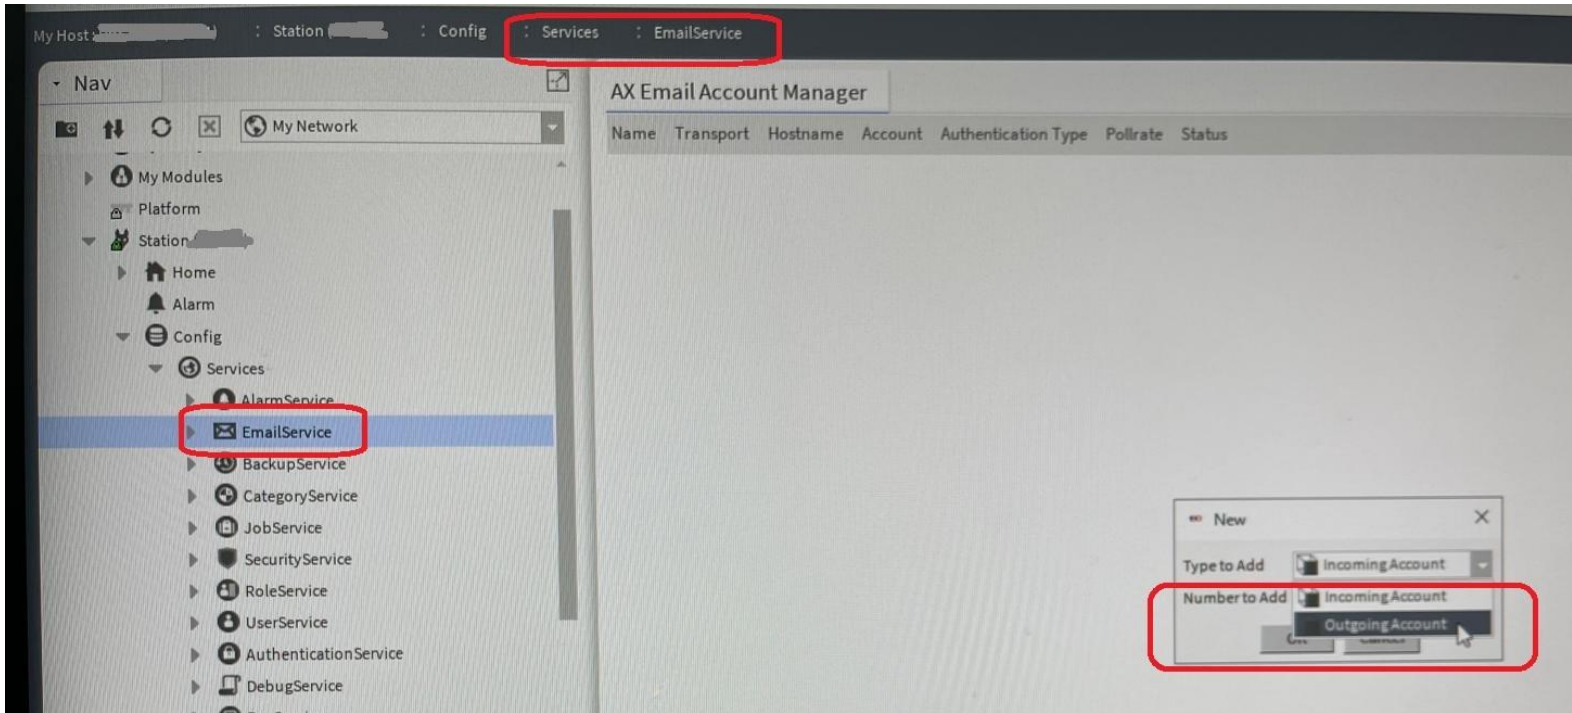 My Host : Station ( : Config : Services : EmailService
Nav
My Network
My Modules
Platform
Station
Home
Alarm
Config
Services
AlarmService
EmailService
BackupService
CategoryService
JobService
SecurityService
RoleService
UserService
AuthenticationService
DebugService
AX Email Account Manager
Name Transport Hostname Account Authentication Type Pollrate Status
New
Type to Add Incoming Account
Number to Add Incoming Account
Outgoing Account
OK Cancel